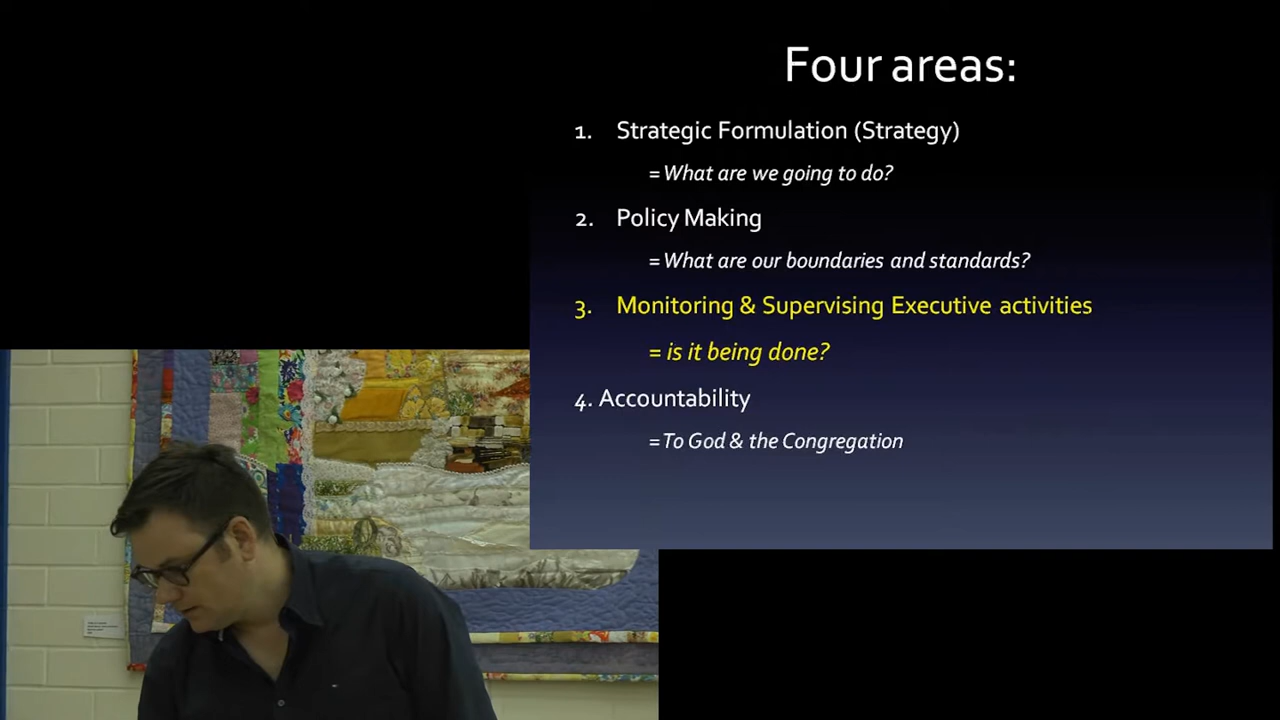 Four areas:
1. Strategic Formulation (Strategy)
= What are we going to do?
2. Policy Making
= What are our boundaries and standards?
3. Monitoring & Supervising Executive activities
= is it being done?
4. Accountability
= To God & the Congregation